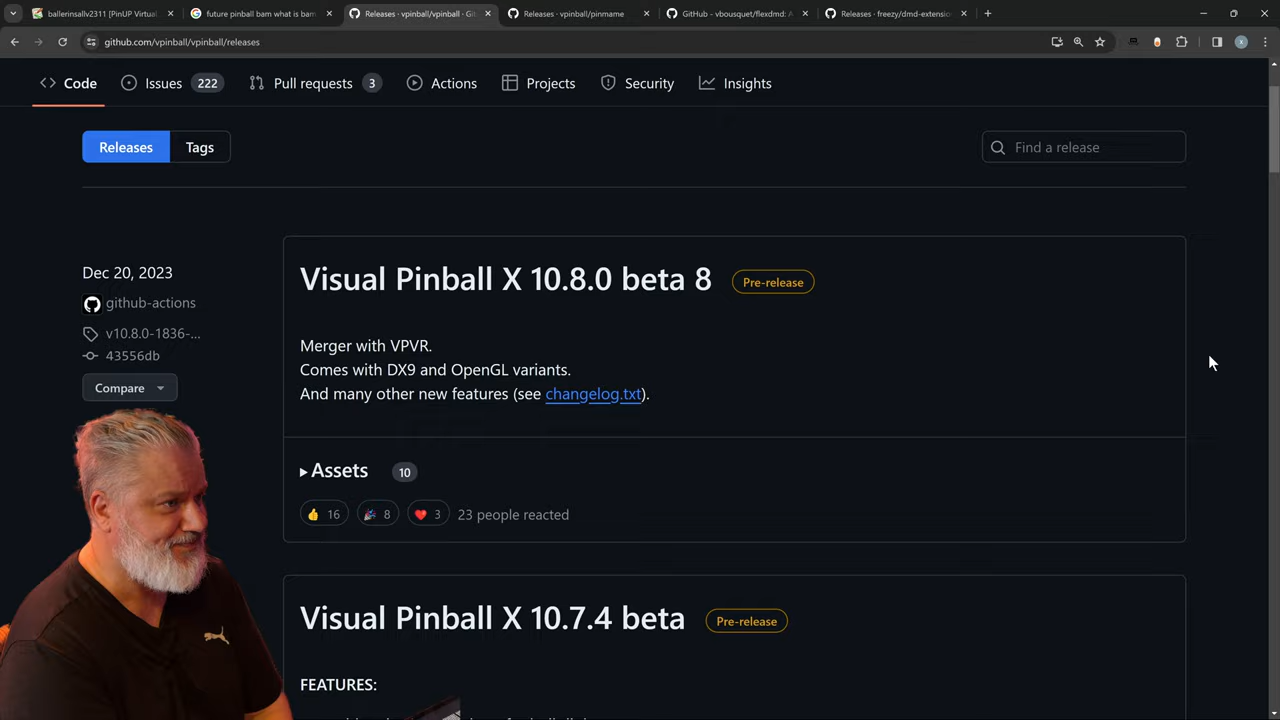 ballerinsallv2311 [PinUP Virtual
future pinball bam what is bam
Releases · vpinball/vpinball · Gi
Releases · vpinball/pinmame
GitHub - vbousquet/flexdmd: A
Releases · freezy/dmd-extensio
github.com/vpinball/vpinball/releases
Code
Issues 222
Pull requests 3
Actions
Projects
Security
Insights
Releases
Tags
Find a release
Dec 20, 2023
github-actions
v10.8.0-1836-...
43556db
Compare
Visual Pinball X 10.8.0 beta 8 Pre-release
Merger with VPVR.
Comes with DX9 and OpenGL variants.
And many other new features (see changelog.txt).
Assets 10
👍 16 🎉 8 ❤️ 3 23 people reacted
Visual Pinball X 10.7.4 beta Pre-release
FEATURES: